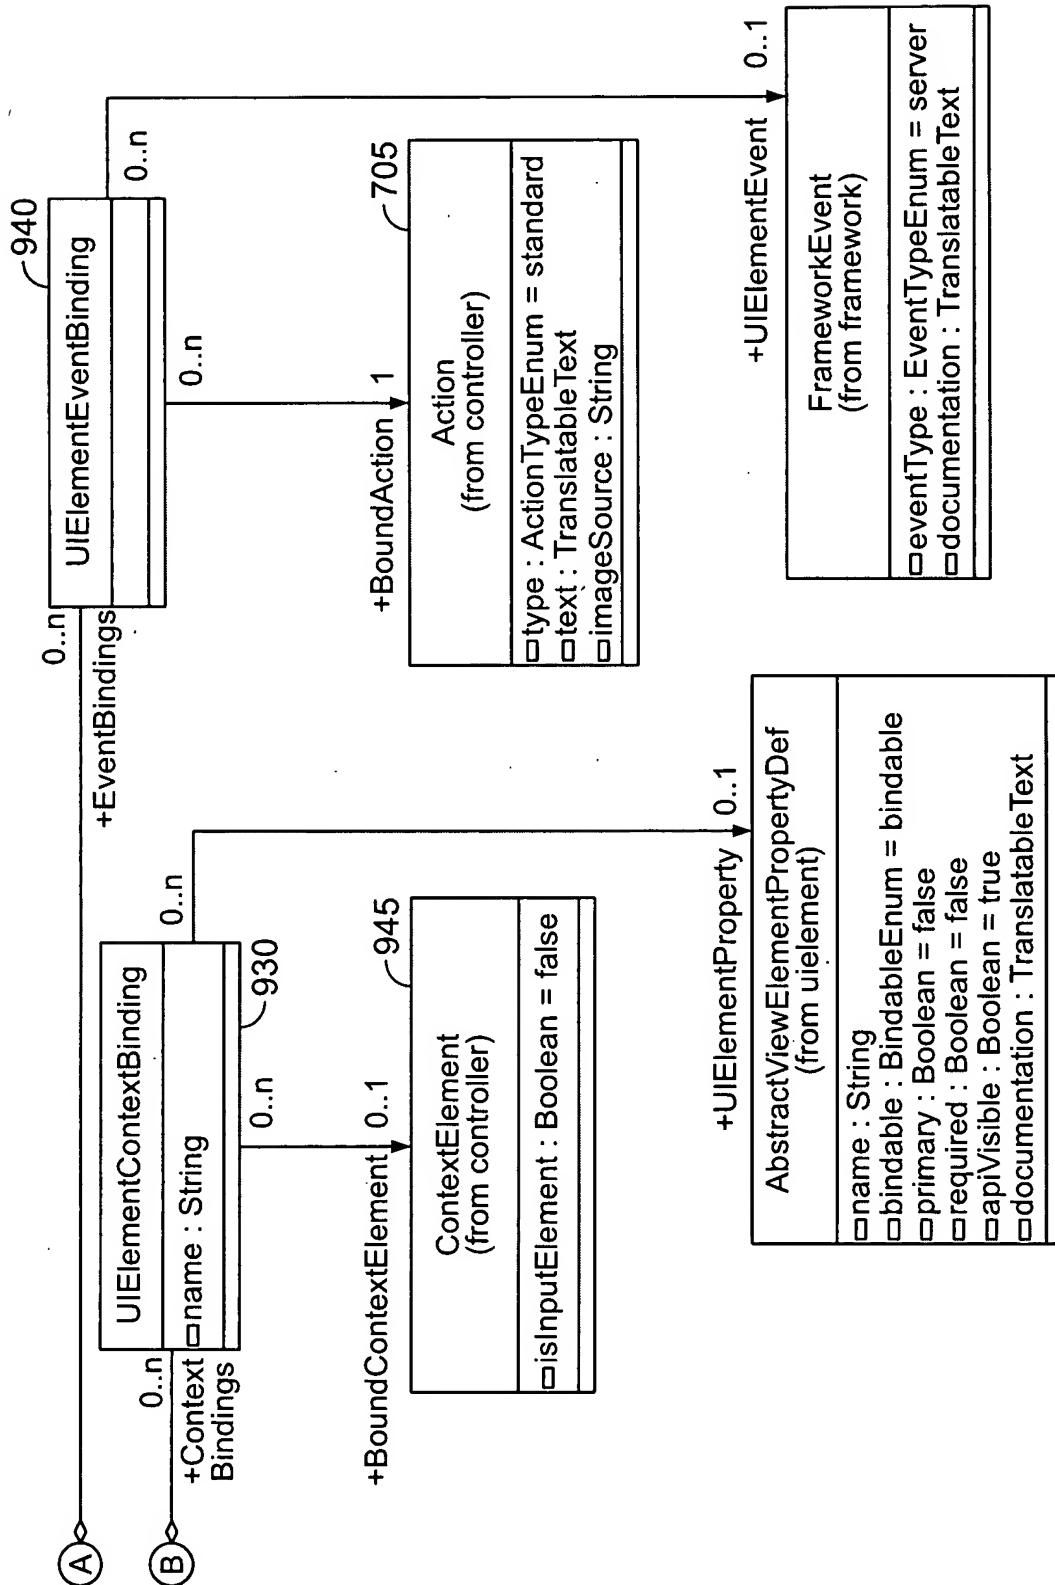 A
B
0..n
+EventBindings
UIElementEventBinding
940
0..n
0..n
+BoundAction
1
705
Action
(from controller)
type : ActionTypeEnum = standard
text : TranslatableText
imageSource : String
+UIElementEvent
0..1
FrameworkEvent
(from framework)
eventType : EventTypeEnum = server
documentation : TranslatableText
0..n
+Context
Bindings
UIElementContextBinding
name : String
930
0..n
0..n
+BoundContextElement
0..1
945
ContextElement
(from controller)
isInputElement : Boolean = false
+UIElementProperty
0..1
AbstractViewElementPropertyDef
(from uielement)
name : String
bindable : BindableEnum = bindable
primary : Boolean = false
required : Boolean = false
apiVisible : Boolean = true
documentation : TranslatableText